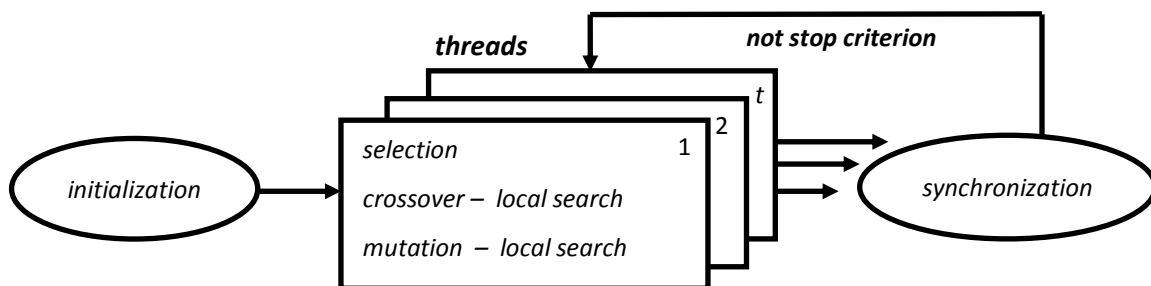 threads
not stop criterion
t
2
1
selection
crossover – local search
mutation – local search
initialization
synchronization